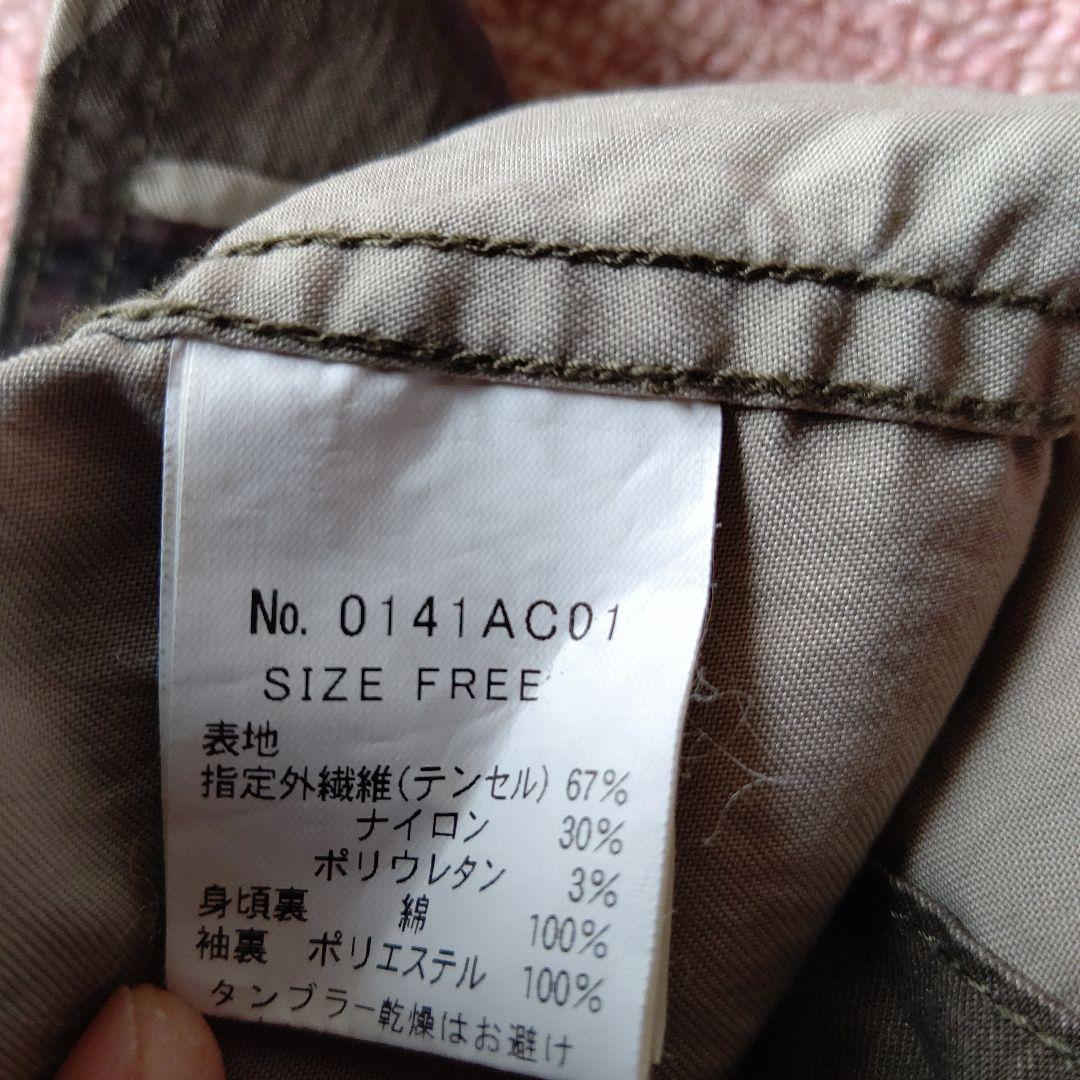 No. 0141AC01
SIZE FREE
表地
指定外繊維(テンセル) 67%
ナイロン 30%
ポリウレタン 3%
身頃裏 綿 100%
袖裏 ポリエステル 100%
タンブラー乾燥はお避け